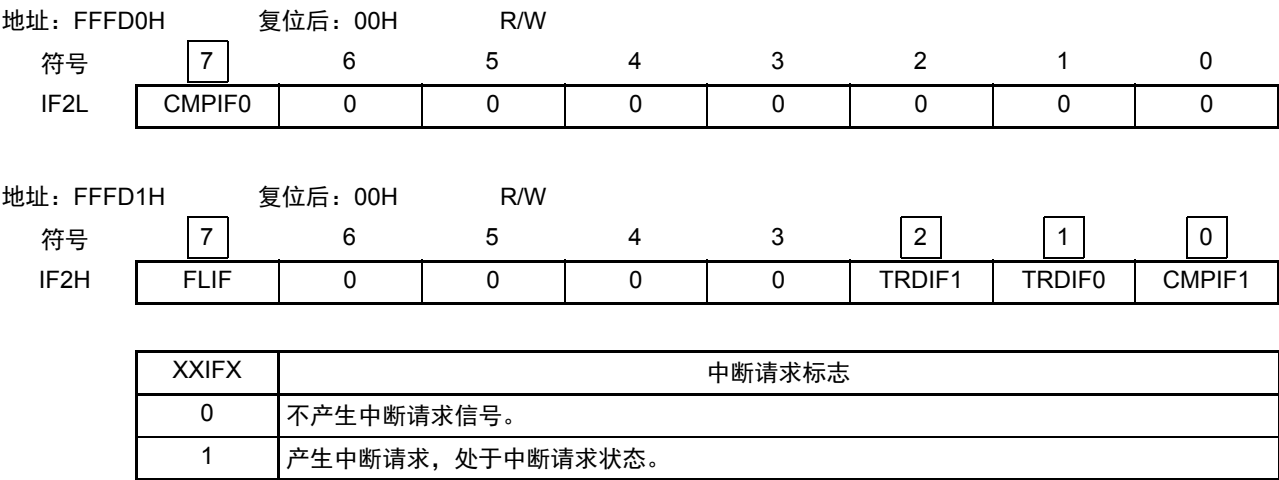 地址：FFFD0H 复位后：00H R/W
符号 7 6 5 4 3 2 1 0
IF2L CMPIF0 0 0 0 0 0 0 0
地址：FFFD1H 复位后：00H R/W
符号 7 6 5 4 3 2 1 0
IF2H FLIF 0 0 0 0 TRDIF1 TRDIF0 CMPIF1
XXIFX 中断请求标志
0 不产生中断请求信号。
1 产生中断请求，处于中断请求状态。